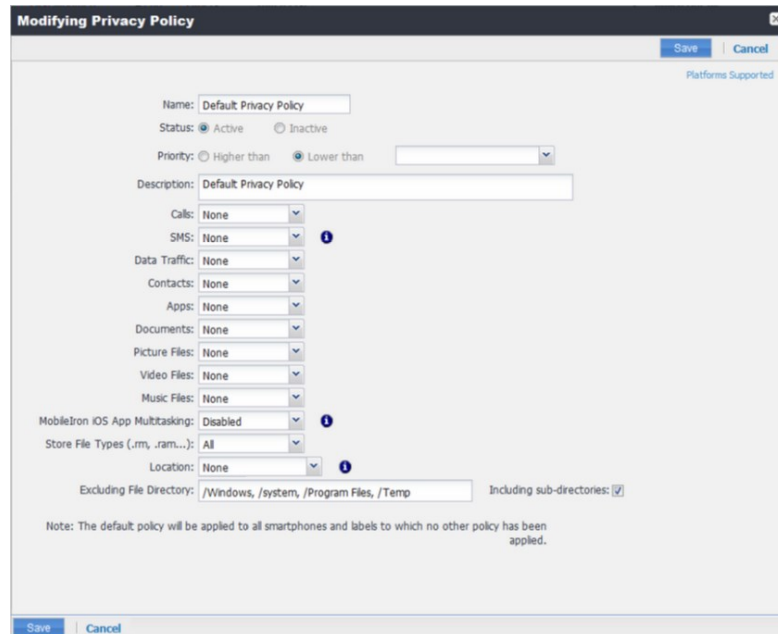 Modifying Privacy Policy
Save Cancel
Platforms Supported
Name: Default Privacy Policy
Status: Active Inactive
Priority: Higher than Lower than
Description: Default Privacy Policy
Calls: None
SMS: None
Data Traffic: None
Contacts: None
Apps: None
Documents: None
Picture Files: None
Video Files: None
Music Files: None
MobileIron iOS App Multitasking: Disabled
Store File Types (.rm, .ram...): All
Location: None
Excluding File Directory: /Windows, /system, /Program Files, /Temp Including sub-directories:
Note: The default policy will be applied to all smartphones and labels to which no other policy has been
applied.
Save Cancel